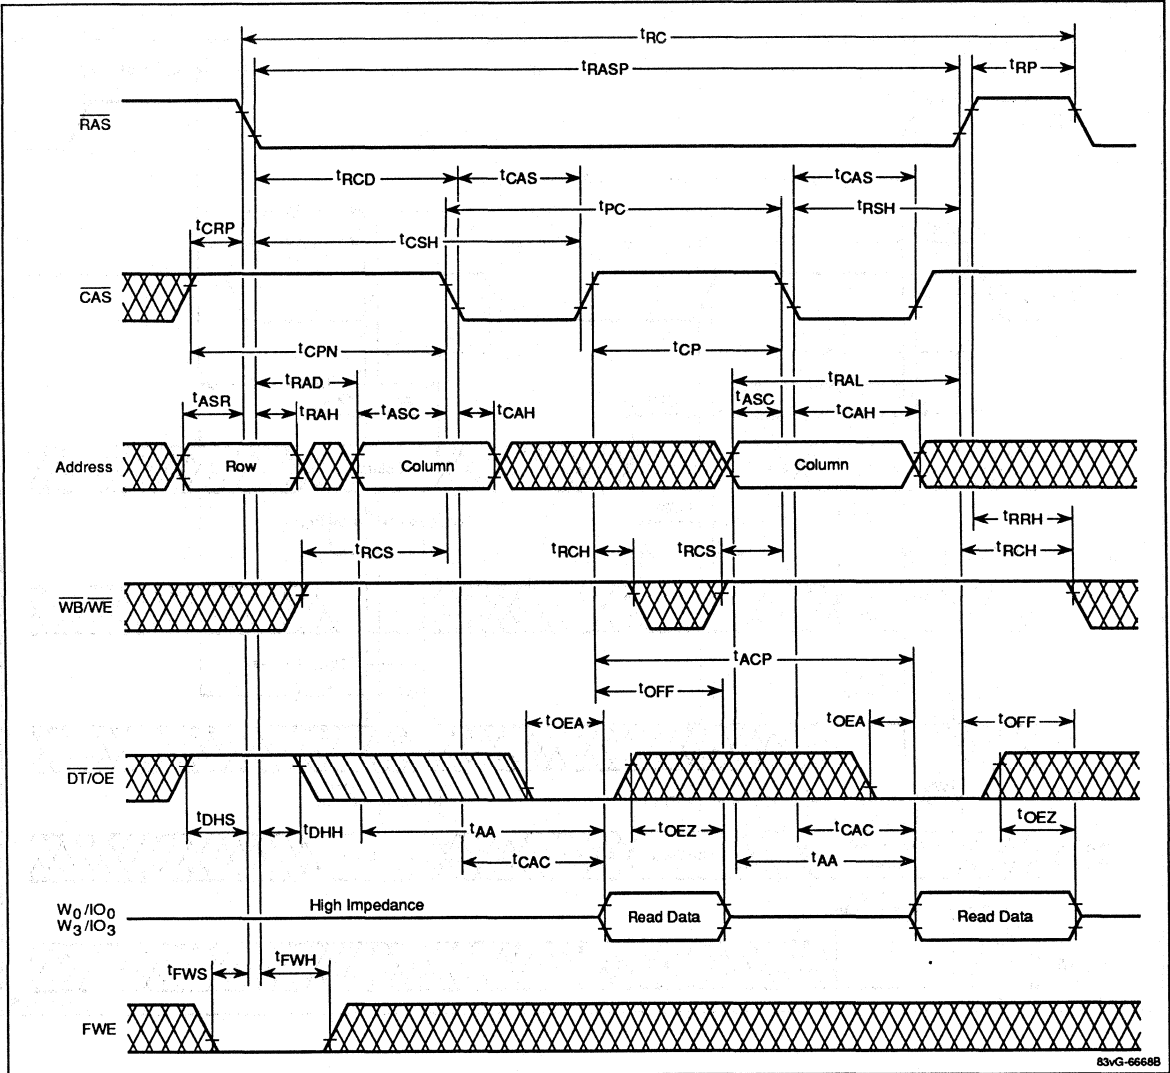 tRC
tRASP
tRP
RAS
tRCD
tCAS
tCAS
tPC
tRSH
tCRP
tCSH
CAS
tCPN
tCP
tRAD
tRAL
tASR
tRAH
tASC
tCAH
tASC
tCAH
Address
Row
Column
Column
tRRH
tRCS
tRCH
tRCS
tRCH
WB/WE
tACP
tOFF
tOEA
tOEA
tOFF
DT/OE
tDHS
tDHH
tAA
tOEZ
tCAC
tOEZ
tCAC
tAA
High Impedance
W0/IO0
W3/IO3
Read Data
Read Data
tFWS
tFWH
FWE
83vG-6668B